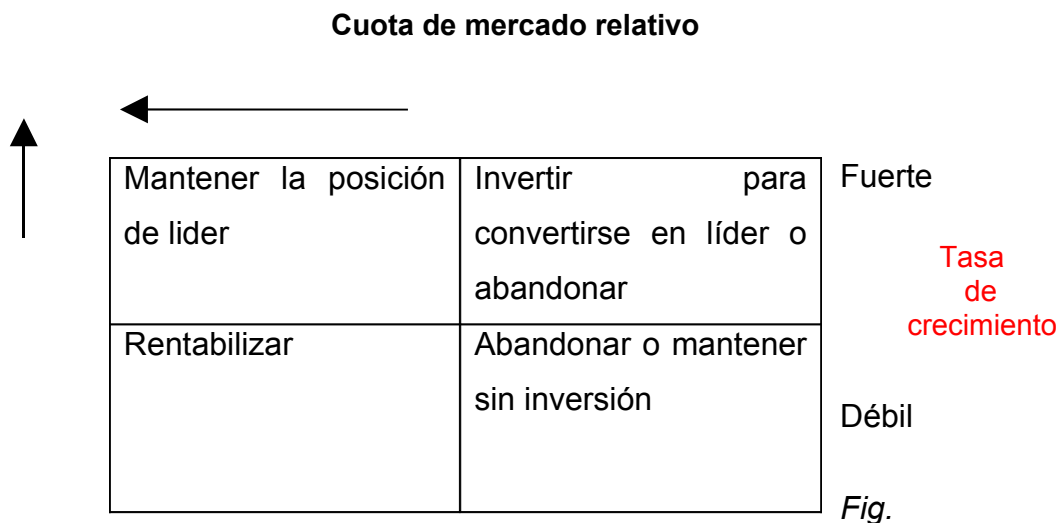 Cuota de mercado relativo
Mantener la posición
de lider
Invertir para
convertirse en líder o
abandonar
Fuerte
Tasa
de
crecimiento
Rentabilizar
Abandonar o mantener
sin inversión
Débil
Fig.